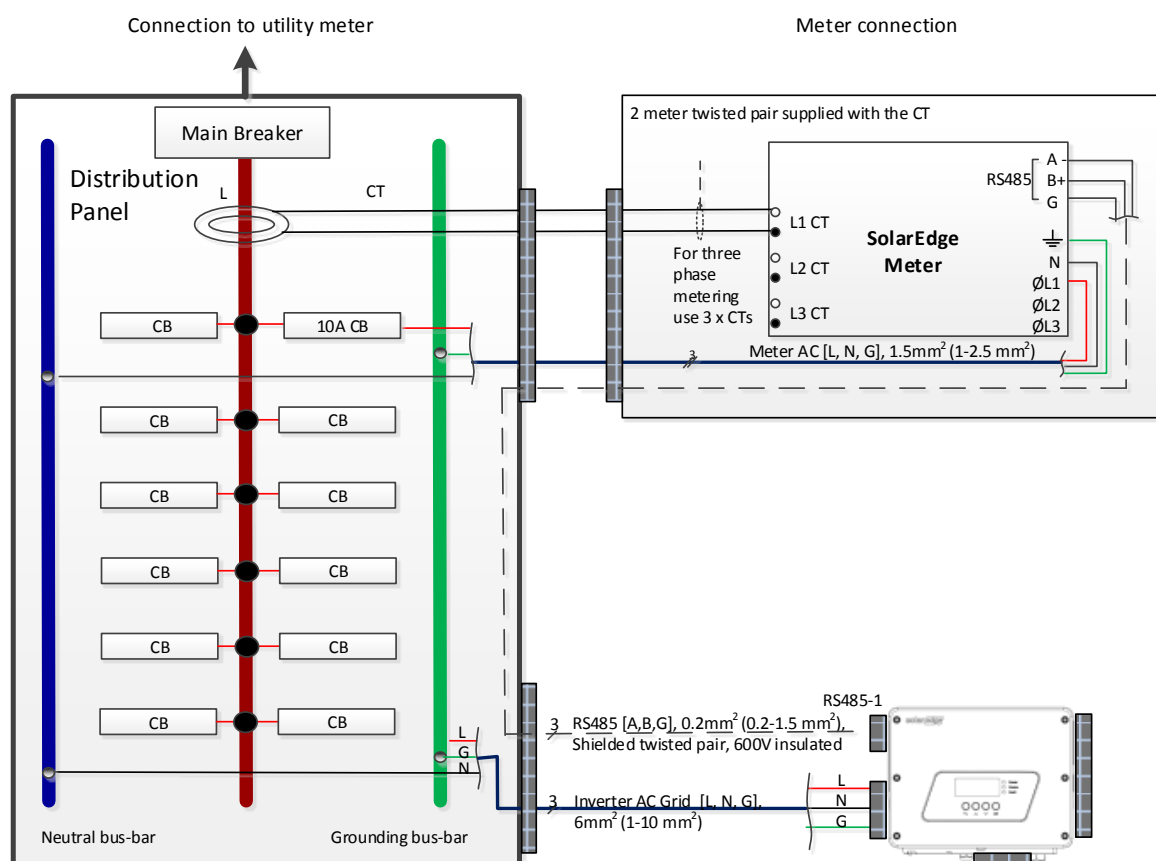 Connection to utility meter
Meter connection
Main Breaker
Distribution
Panel
L
CT
2 meter twisted pair supplied with the CT
A -
B+
G
RS485
N
ØL1
ØL2
ØL3
L1 CT
L2 CT
L3 CT
SolarEdge
Meter
For three
phase
metering
use 3 x CTs
CB
10A CB
3
Meter AC [L, N, G], 1.5mm² (1-2.5 mm²)
CB
CB
CB
CB
CB
CB
CB
CB
CB
CB
L
G
N
RS485-1
3
RS485 [A,B,G], 0.2mm² (0.2-1.5 mm²),
Shielded twisted pair, 600V insulated
solaredge
3
Inverter AC Grid [L, N, G],
6mm² (1-10 mm²)
L
N
G
Neutral bus-bar
Grounding bus-bar